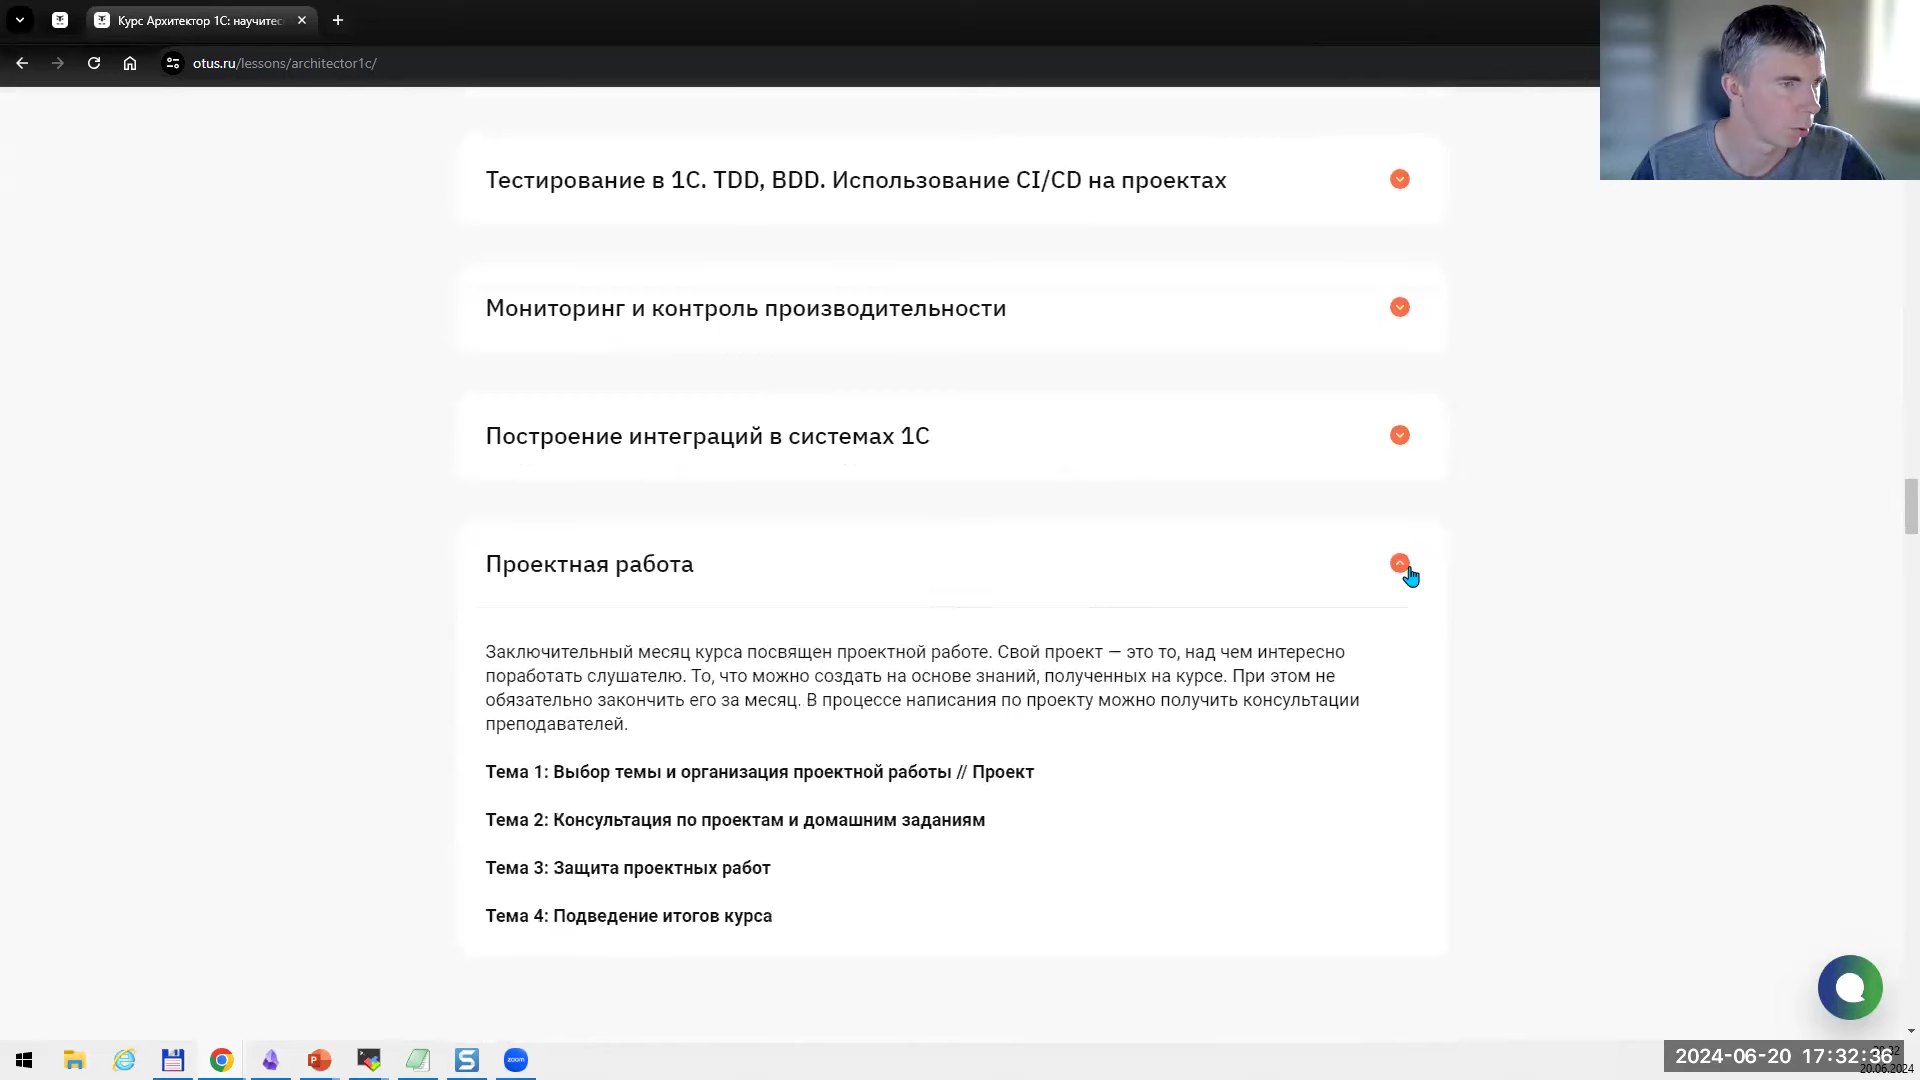 Курс Архитектор 1С: научитес
otus.ru/lessons/architector1c/
Тестирование в 1С. TDD, BDD. Использование CI/CD на проектах
Мониторинг и контроль производительности
Построение интеграций в системах 1С
Проектная работа
Заключительный месяц курса посвящен проектной работе. Свой проект — это то, над чем интересно
поработать слушателю. То, что можно создать на основе знаний, полученных на курсе. При этом не
обязательно закончить его за месяц. В процессе написания по проекту можно получить консультации
преподавателей.
Тема 1: Выбор темы и организация проектной работы // Проект
Тема 2: Консультация по проектам и домашним заданиям
Тема 3: Защита проектных работ
Тема 4: Подведение итогов курса
zoom
2024-06-20 17:32:36
20.06.2024